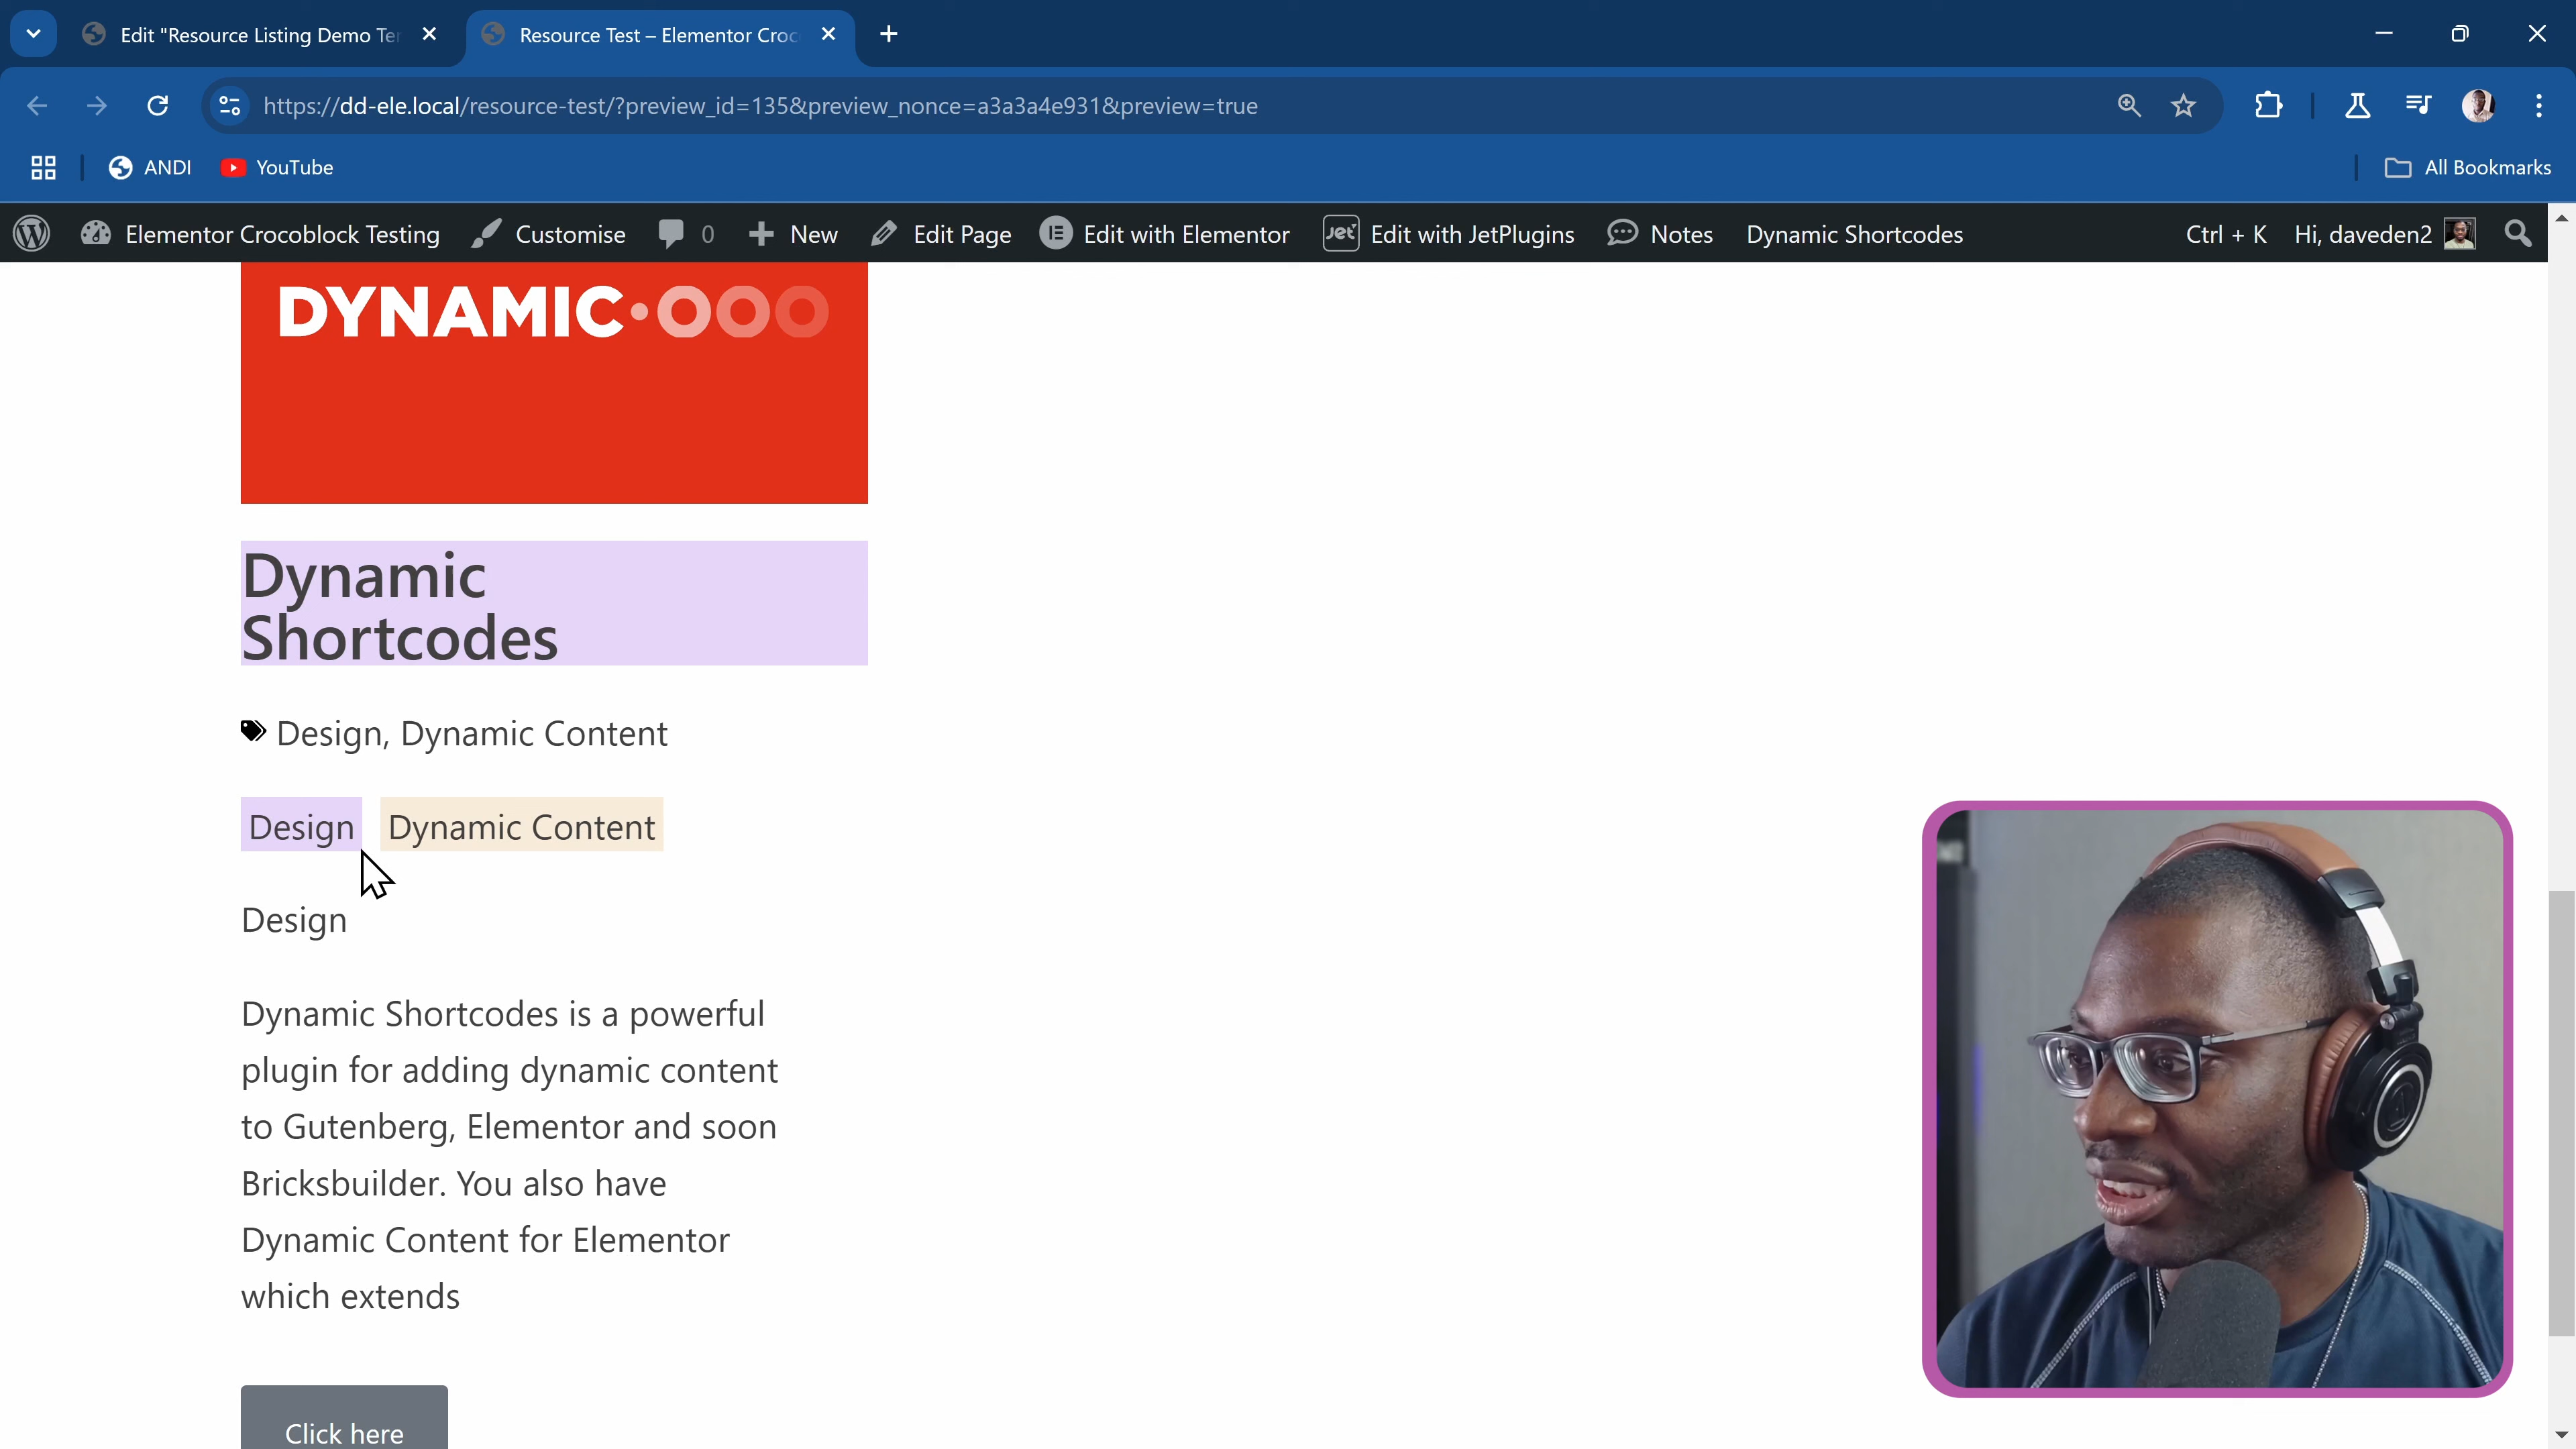 Edit "Resource Listing Demo Ter
Resource Test – Elementor Croc
https://dd-ele.local/resource-test/?preview_id=135&preview_nonce=a3a3a4e931&preview=true
ANDI
YouTube
All Bookmarks
Elementor Crocoblock Testing
Customise
0
New
Edit Page
Edit with Elementor
Jet
Edit with JetPlugins
Notes
Dynamic Shortcodes
Ctrl + K
Hi, daveden2
DYNAMIC
Dynamic
Shortcodes
Design, Dynamic Content
Design
Dynamic Content
Design
Dynamic Shortcodes is a powerful
plugin for adding dynamic content
to Gutenberg, Elementor and soon
Bricksbuilder. You also have
Dynamic Content for Elementor
which extends
Click here